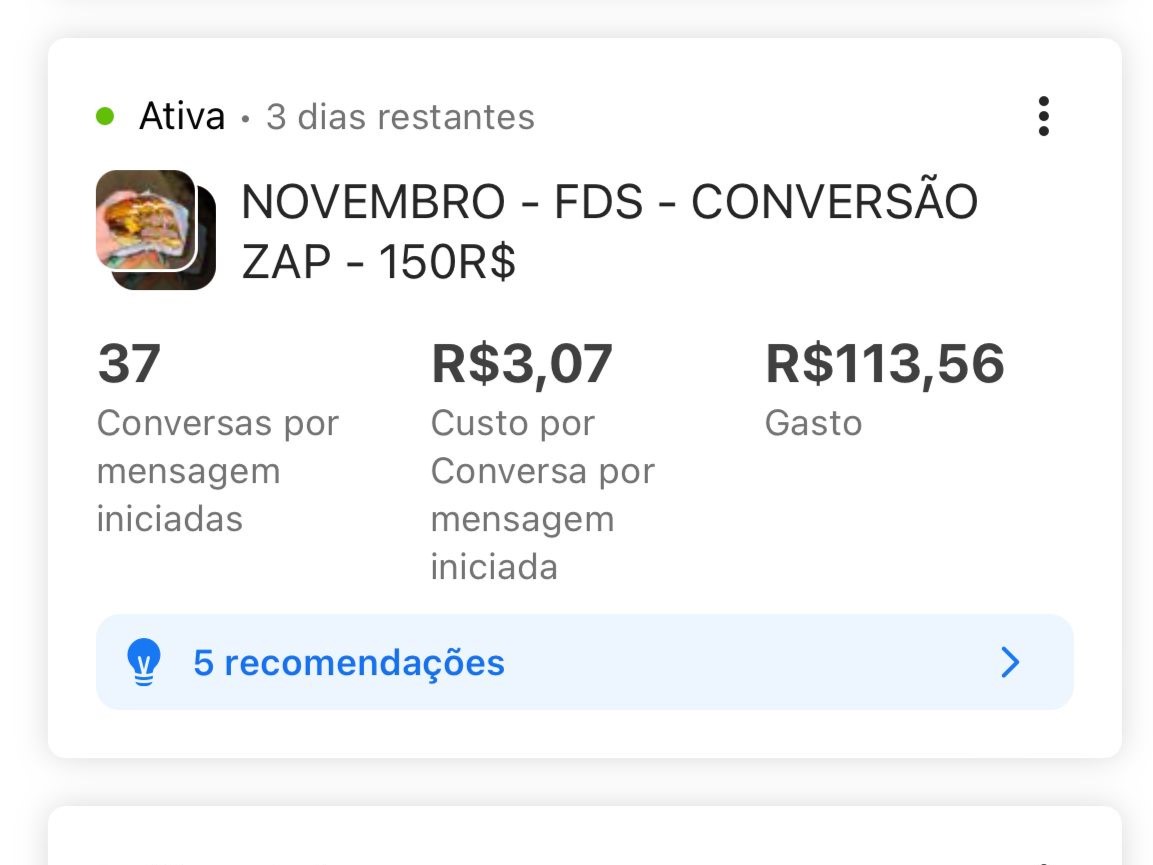 Ativa • 3 dias restantes
NOVEMBRO - FDS - CONVERSÃO
ZAP - 150R$
37 R$3,07 R$113,56
Conversas por Custo por Gasto
mensagem Conversa por
iniciadas mensagem
iniciada
5 recomendações